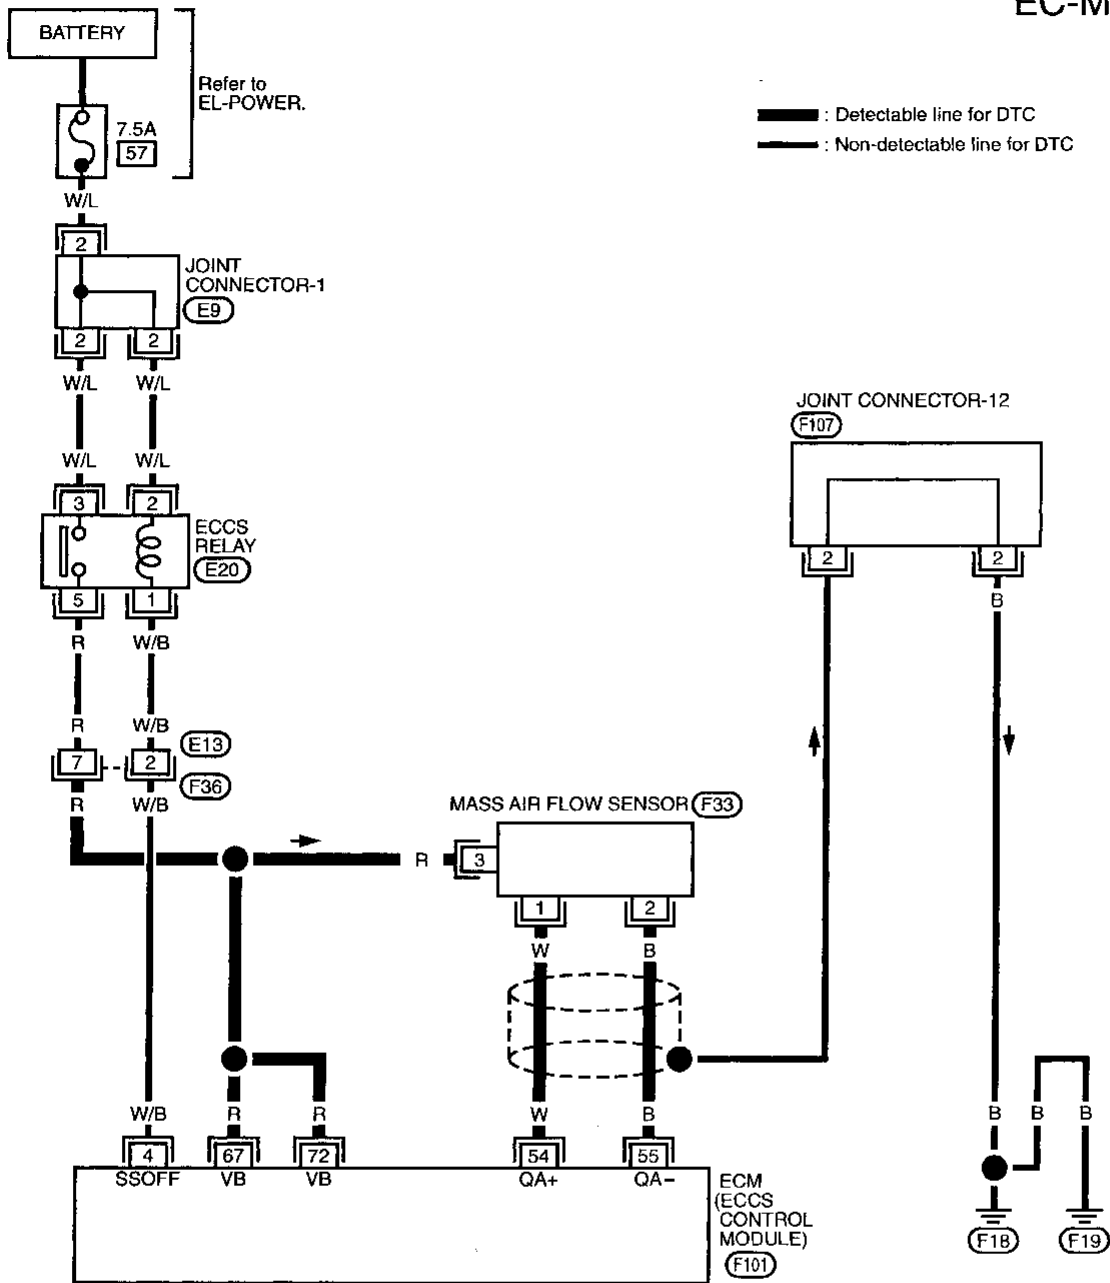 EC-M
BATTERY
Refer to
EL-POWER.
7.5A
57
: Detectable line for DTC
: Non-detectable line for DTC
W/L
2
JOINT
CONNECTOR-1
E9
2 2
W/L W/L
JOINT CONNECTOR-12
F107
W/L W/L
3 2
ECCS
RELAY
E20
2 2
5 1
B
R W/B
R W/B
E13
7 2
F36
R W/B
MASS AIR FLOW SENSOR F33
R 3
1 2
W B
W/B R R W B
B B B
4 67 72 54 55
SSOFF VB VB QA+ QA-
ECM
(ECCS
CONTROL
MODULE)
F101
F18 F19